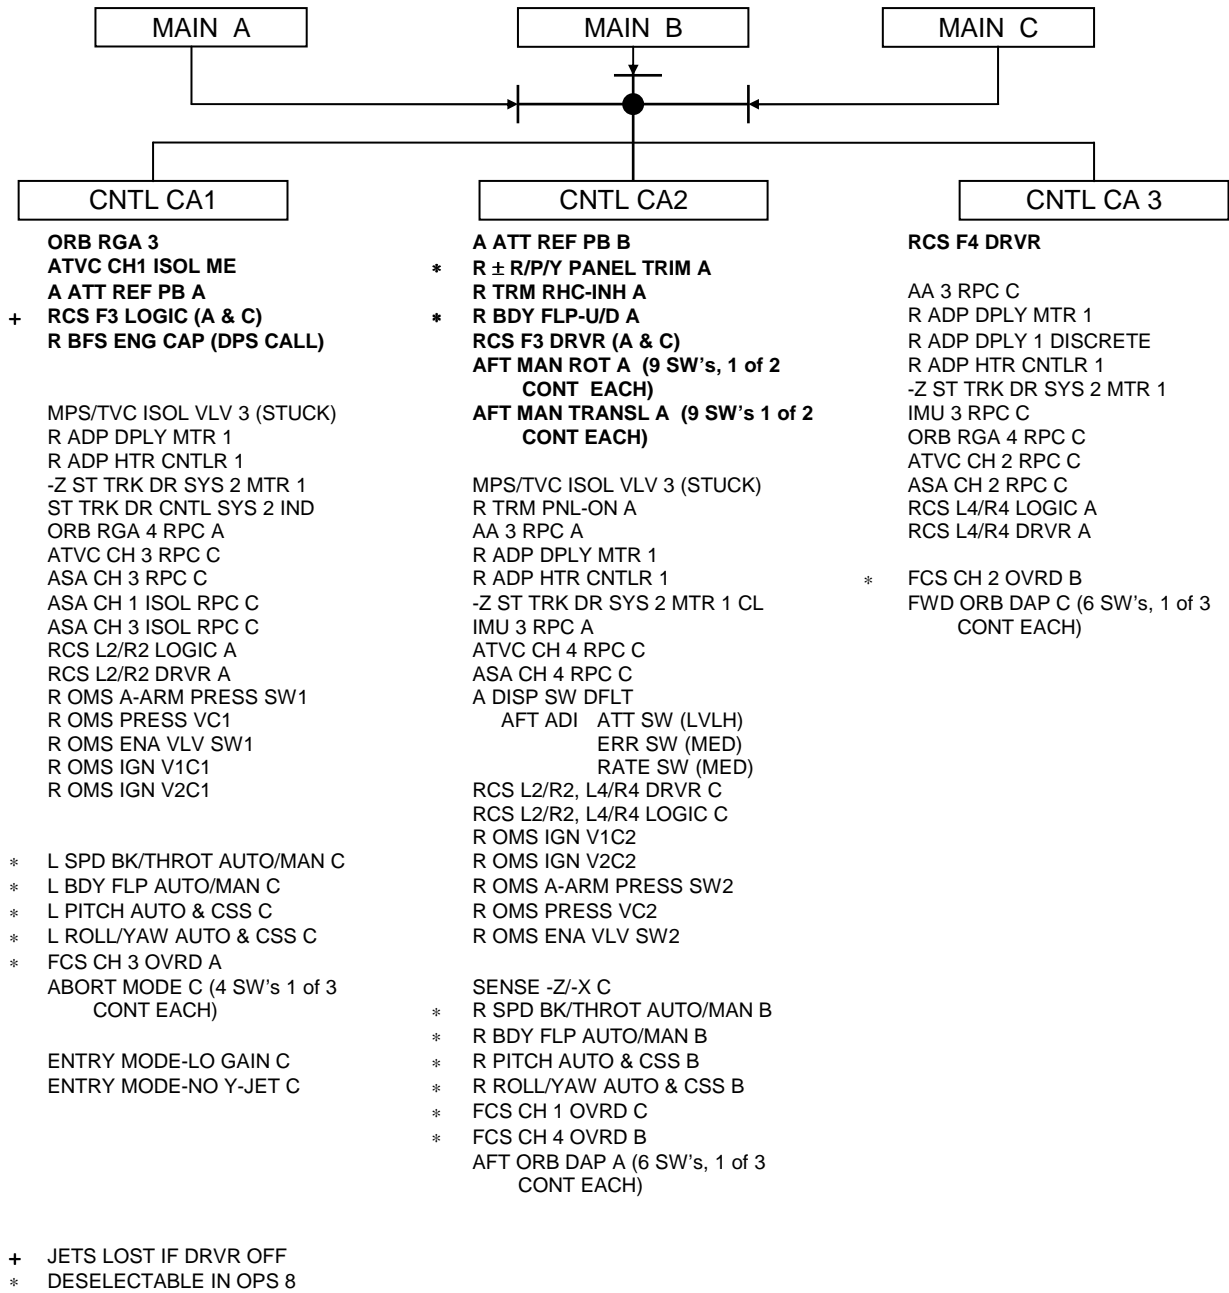 MAIN A
MAIN B
MAIN C
CNTL CA1
CNTL CA2
CNTL CA 3
ORB RGA 3
ATVC CH1 ISOL ME
A ATT REF PB A
+ RCS F3 LOGIC (A & C)
R BFS ENG CAP (DPS CALL)
MPS/TVC ISOL VLV 3 (STUCK)
R ADP DPLY MTR 1
R ADP HTR CNTLR 1
-Z ST TRK DR SYS 2 MTR 1
ST TRK DR CNTL SYS 2 IND
ORB RGA 4 RPC A
ATVC CH 3 RPC C
ASA CH 3 RPC C
ASA CH 1 ISOL RPC C
ASA CH 3 ISOL RPC C
RCS L2/R2 LOGIC A
RCS L2/R2 DRVR A
R OMS A-ARM PRESS SW1
R OMS PRESS VC1
R OMS ENA VLV SW1
R OMS IGN V1C1
R OMS IGN V2C1
* L SPD BK/THROT AUTO/MAN C
* L BDY FLP AUTO/MAN C
* L PITCH AUTO & CSS C
* L ROLL/YAW AUTO & CSS C
* FCS CH 3 OVRD A
ABORT MODE C (4 SW's 1 of 3
CONT EACH)
ENTRY MODE-LO GAIN C
ENTRY MODE-NO Y-JET C
A ATT REF PB B
* R ± R/P/Y PANEL TRIM A
R TRM RHC-INH A
* R BDY FLP-U/D A
RCS F3 DRVR (A & C)
AFT MAN ROT A (9 SW's, 1 of 2
CONT EACH)
AFT MAN TRANSL A (9 SW's 1 of 2
CONT EACH)
MPS/TVC ISOL VLV 3 (STUCK)
R TRM PNL-ON A
AA 3 RPC A
R ADP DPLY MTR 1
R ADP HTR CNTLR 1
-Z ST TRK DR SYS 2 MTR 1 CL
IMU 3 RPC A
ATVC CH 4 RPC C
ASA CH 4 RPC C
A DISP SW DFLT
AFT ADI ATT SW (LVLH)
ERR SW (MED)
RATE SW (MED)
RCS L2/R2, L4/R4 DRVR C
RCS L2/R2, L4/R4 LOGIC C
R OMS IGN V1C2
R OMS IGN V2C2
R OMS A-ARM PRESS SW2
R OMS PRESS VC2
R OMS ENA VLV SW2
SENSE -Z/-X C
* R SPD BK/THROT AUTO/MAN B
* R BDY FLP AUTO/MAN B
* R PITCH AUTO & CSS B
* R ROLL/YAW AUTO & CSS B
* FCS CH 1 OVRD C
* FCS CH 4 OVRD B
AFT ORB DAP A (6 SW's, 1 of 3
CONT EACH)
RCS F4 DRVR
AA 3 RPC C
R ADP DPLY MTR 1
R ADP DPLY 1 DISCRETE
R ADP HTR CNTLR 1
-Z ST TRK DR SYS 2 MTR 1
IMU 3 RPC C
ORB RGA 4 RPC C
ATVC CH 2 RPC C
ASA CH 2 RPC C
RCS L4/R4 LOGIC A
RCS L4/R4 DRVR A
* FCS CH 2 OVRD B
FWD ORB DAP C (6 SW's, 1 of 3
CONT EACH)
+ JETS LOST IF DRVR OFF
* DESELECTABLE IN OPS 8